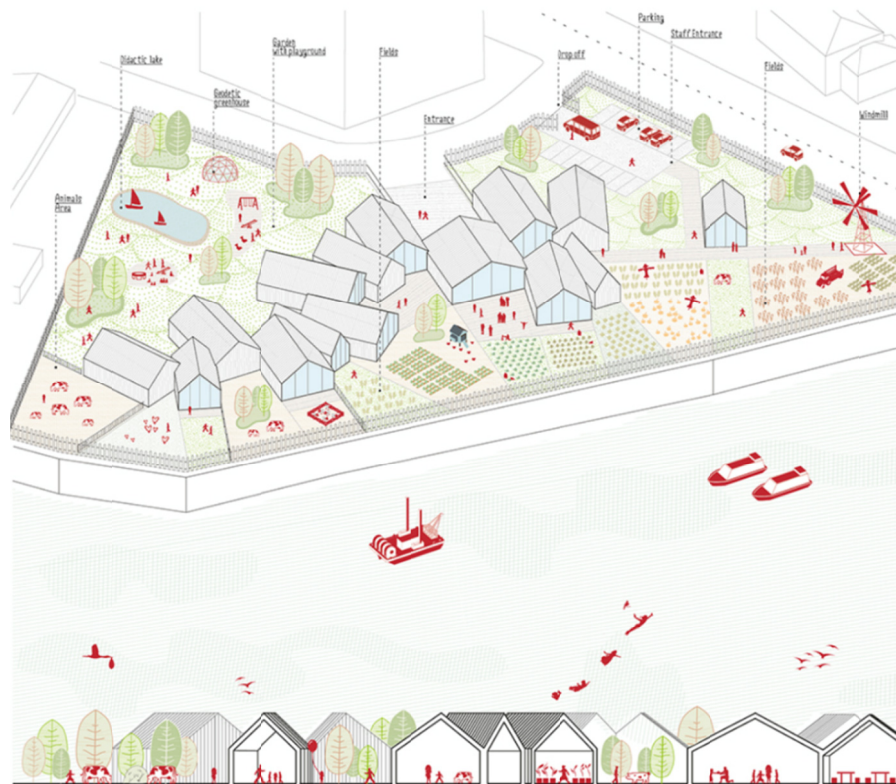 Didactic lake
Geodetic
greenhouse
Garden
with playground
Fields
Entrance
Drop off
Parking
Staff Entrance
Fields
Windmill
Animals
Area